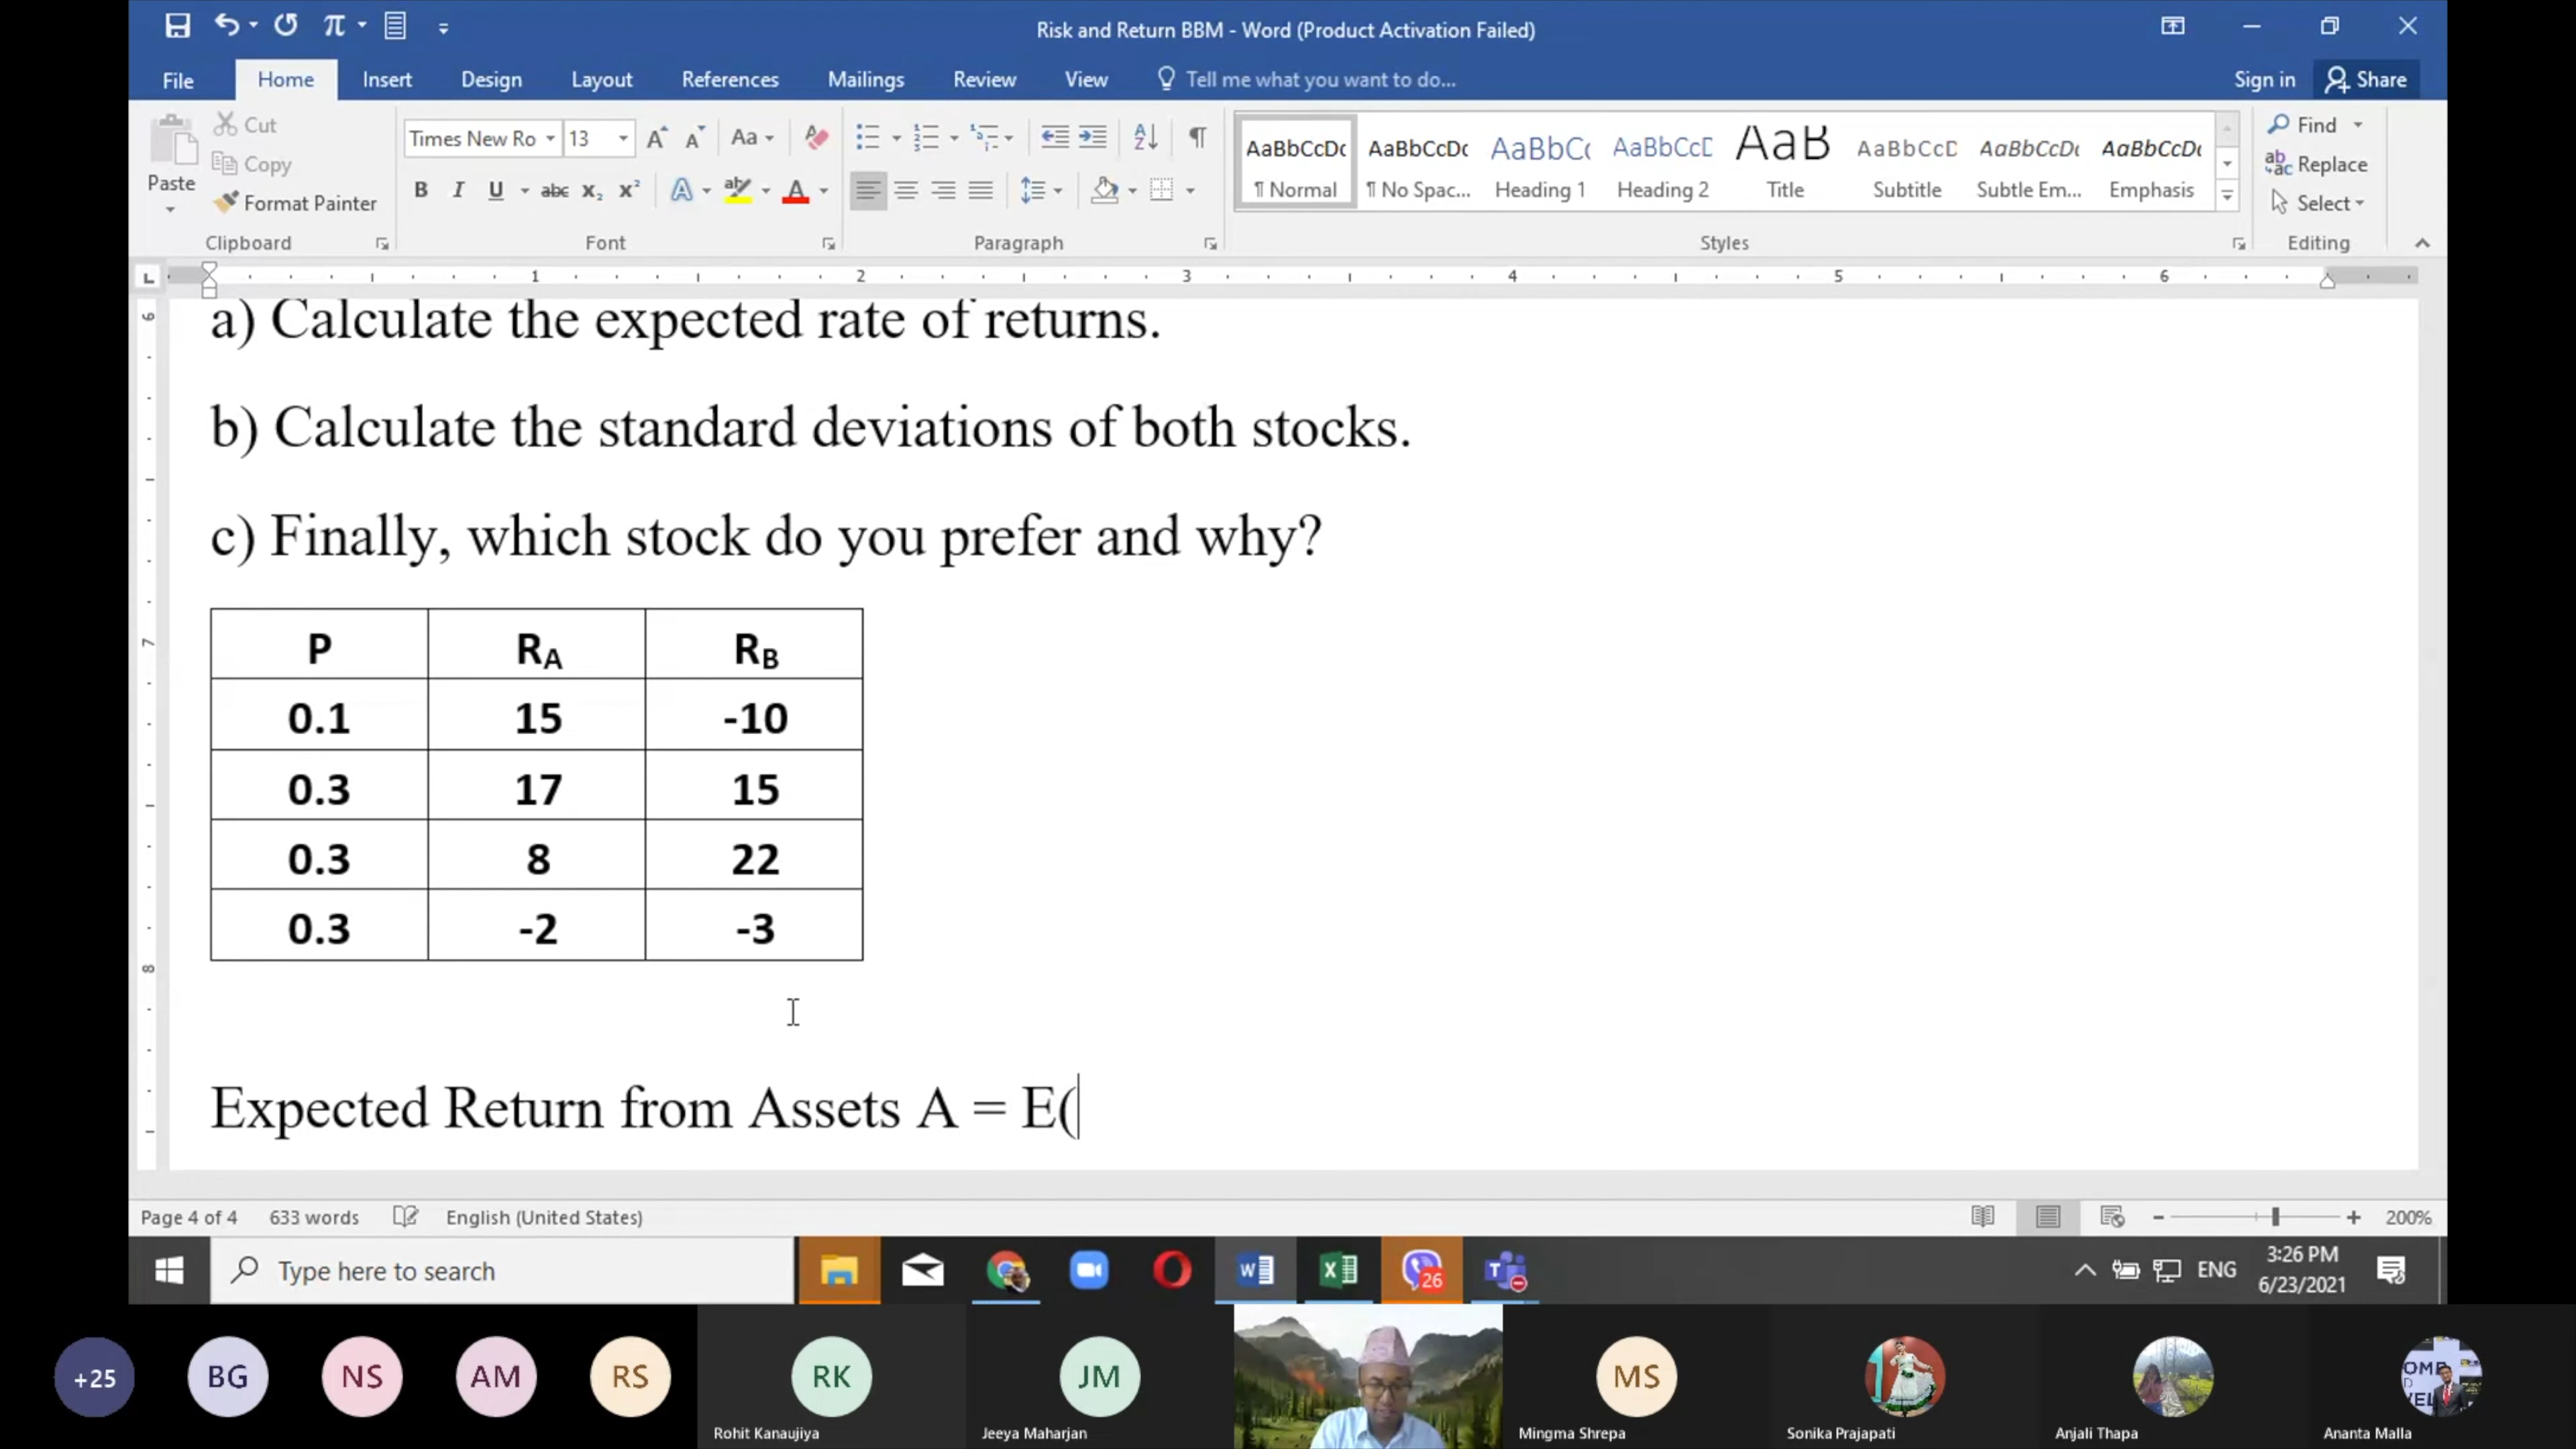 Risk and Return BBM - Word (Product Activation Failed)
File Home Insert Design Layout References Mailings Review View Tell me what you want to do... Sign in Share
Paste
Cut
Copy
Format Painter
Clipboard
Times New Ro 13
Font
Paragraph
AaBbCcDc AaBbCcDc AaBbC AaBbCcD AaB AaBbCcD AaBbCcDc AaBbCcDc
¶ Normal ¶ No Spac... Heading 1 Heading 2 Title Subtitle Subtle Em... Emphasis
Styles
Find
Replace
Select
Editing
1 2 3 4 5 6
a) Calculate the expected rate of returns.
b) Calculate the standard deviations of both stocks.
c) Finally, which stock do you prefer and why?
P RA RB
0.1 15 -10
0.3 17 15
0.3 8 22
0.3 -2 -3
Expected Return from Assets A = E(
Page 4 of 4 633 words English (United States) 200%
Type here to search
26
ENG
3:26 PM
6/23/2021
+25 BG NS AM RS RK JM MS
Rohit Kanaujiya Jeeya Maharjan Mingma Shrepa Sonika Prajapati Anjali Thapa Ananta Malla